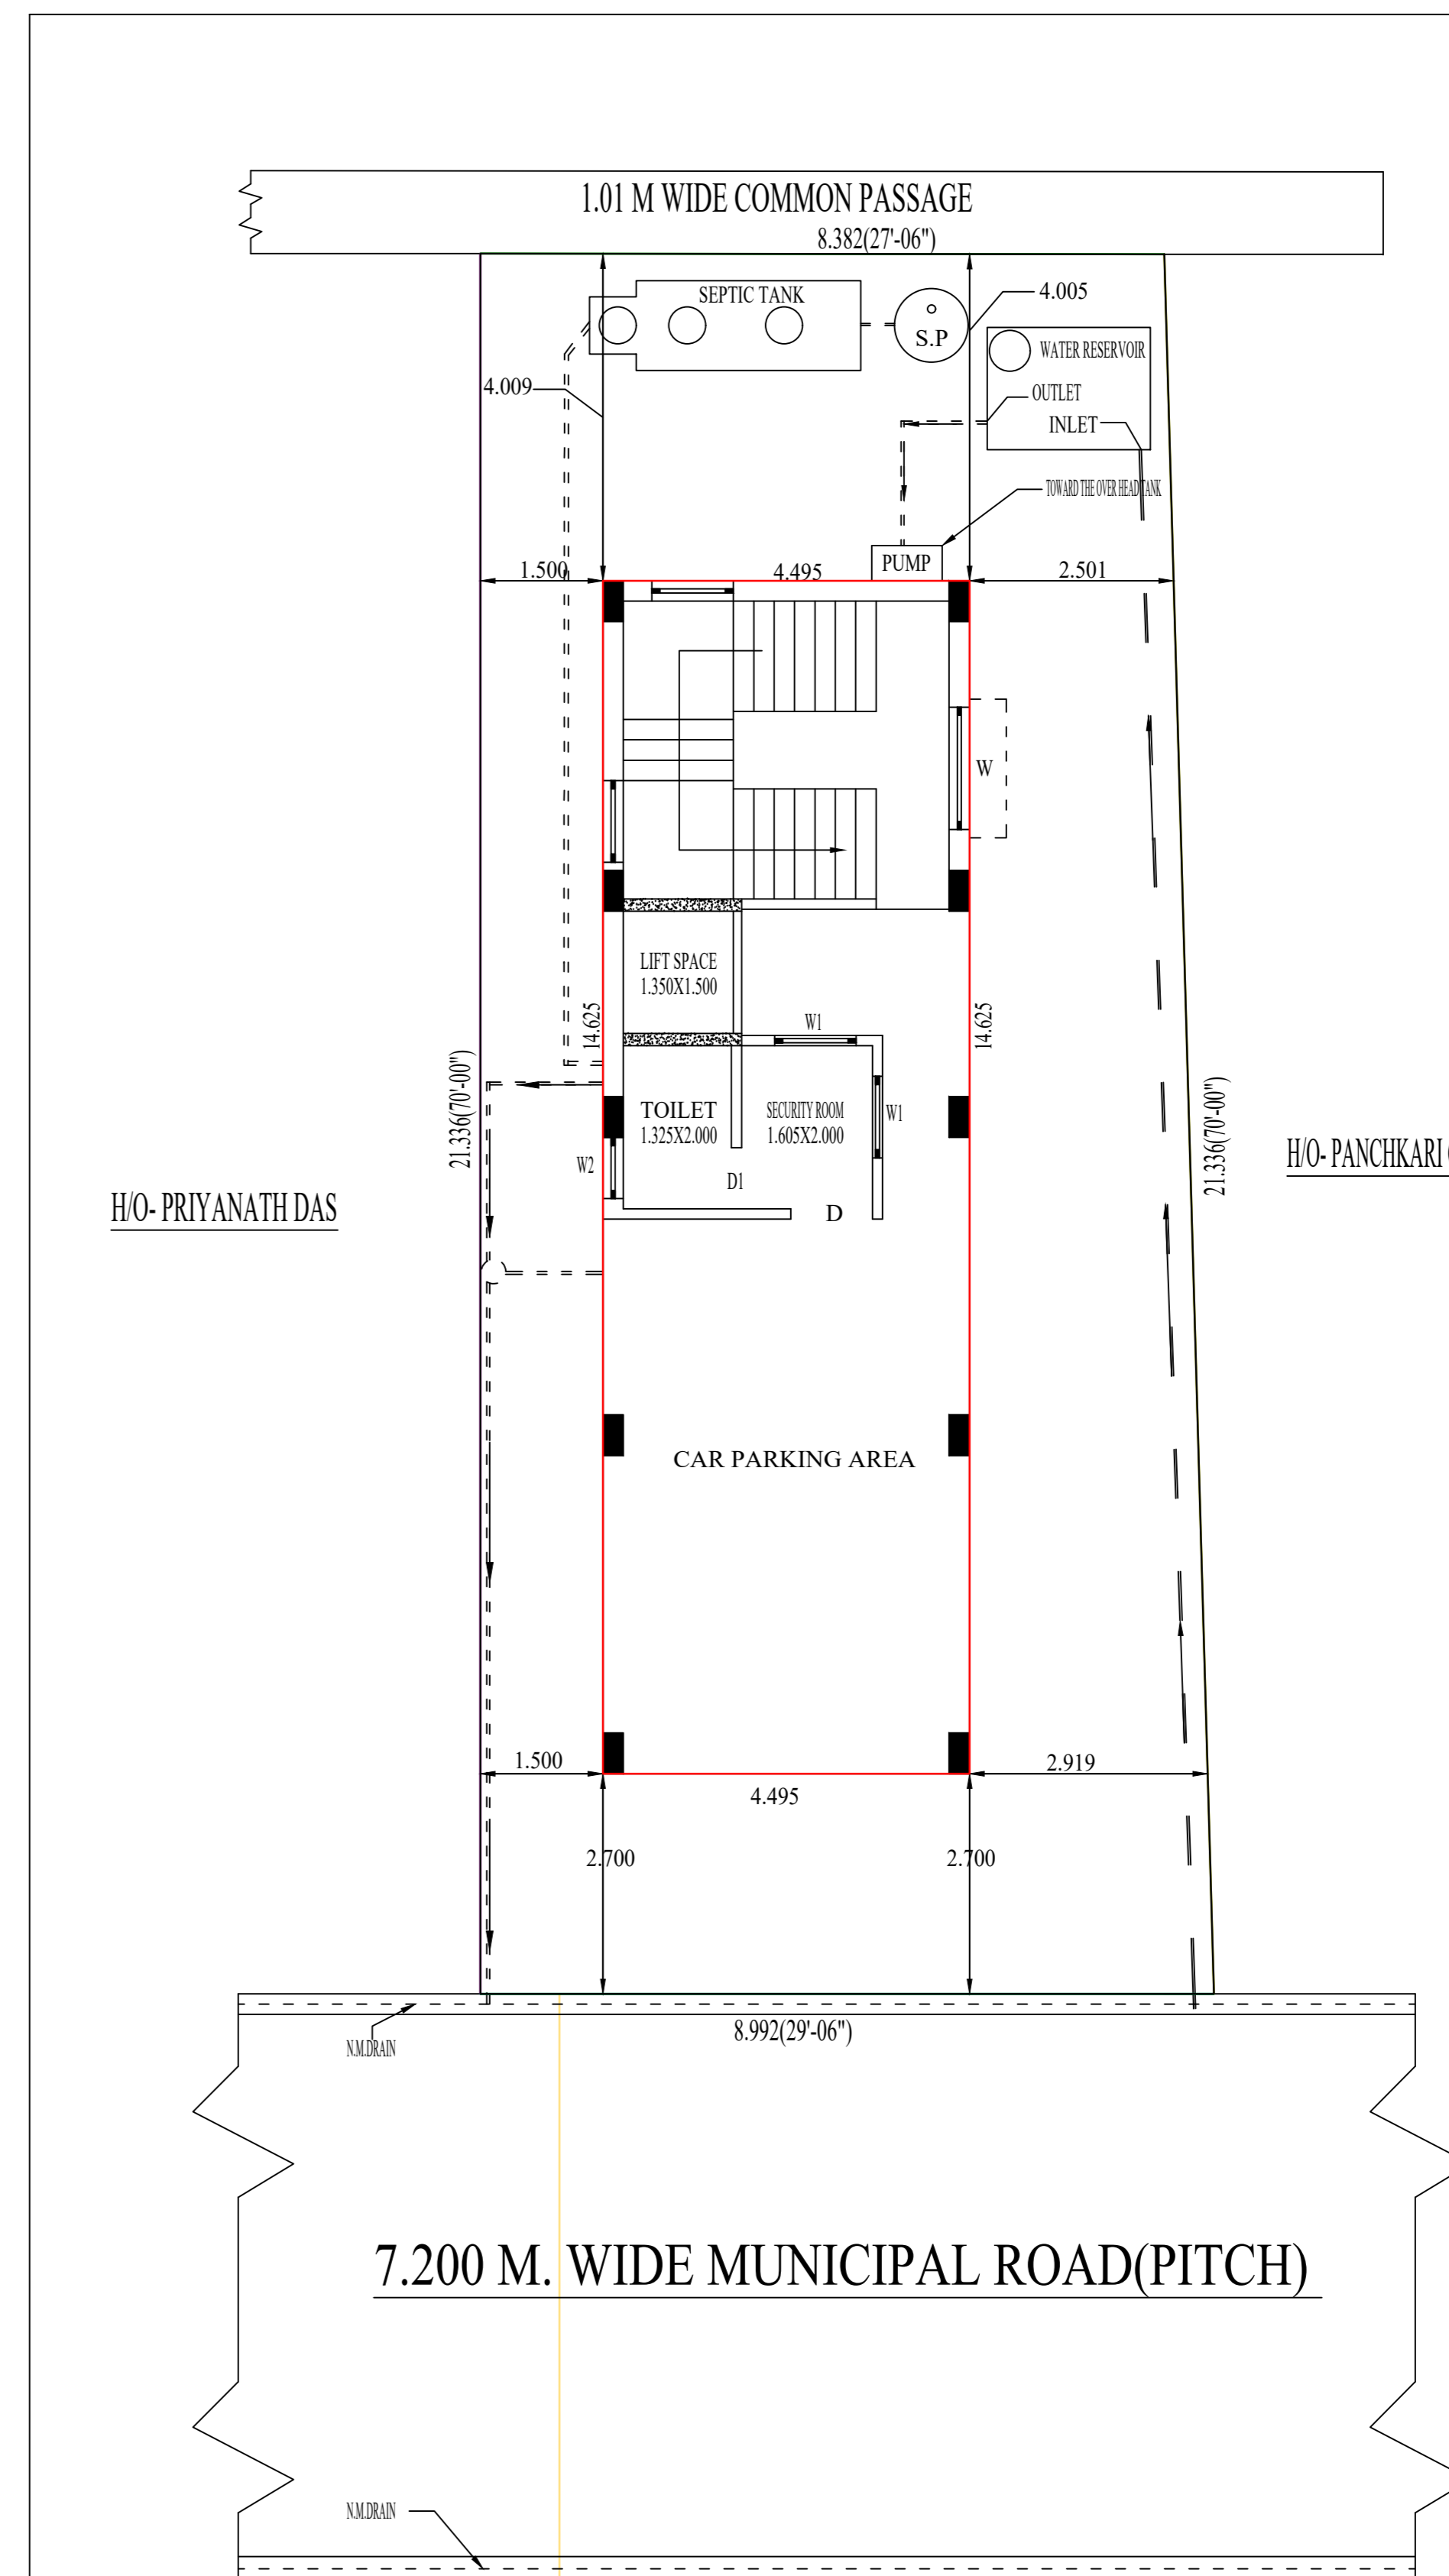 1.01 M WIDE COMMON PASSAGE
8.382(27'-06")
SEPTIC TANK
S.P
4.005
WATER RESERVOIR
4.009
OUTLET
INLET
TOWARD THE OVER HEAD TANK
PUMP
1.500
4.495
2.501
W
LIFT SPACE
1.350X1.500
14.625
14.625
W1
21.336(70'-00")
TOILET
1.325X2.000
SECURITY ROOM
1.605X2.000
W1
21.336(70'-00")
H/O- PANCHKARI
W2
D1
H/O- PRIYANATH DAS
D
CAR PARKING AREA
1.500
2.919
4.495
2.700
2.700
8.992(29'-06")
N.M.DRAIN
7.200 M. WIDE MUNICIPAL ROAD(PITCH)
N.M.DRAIN